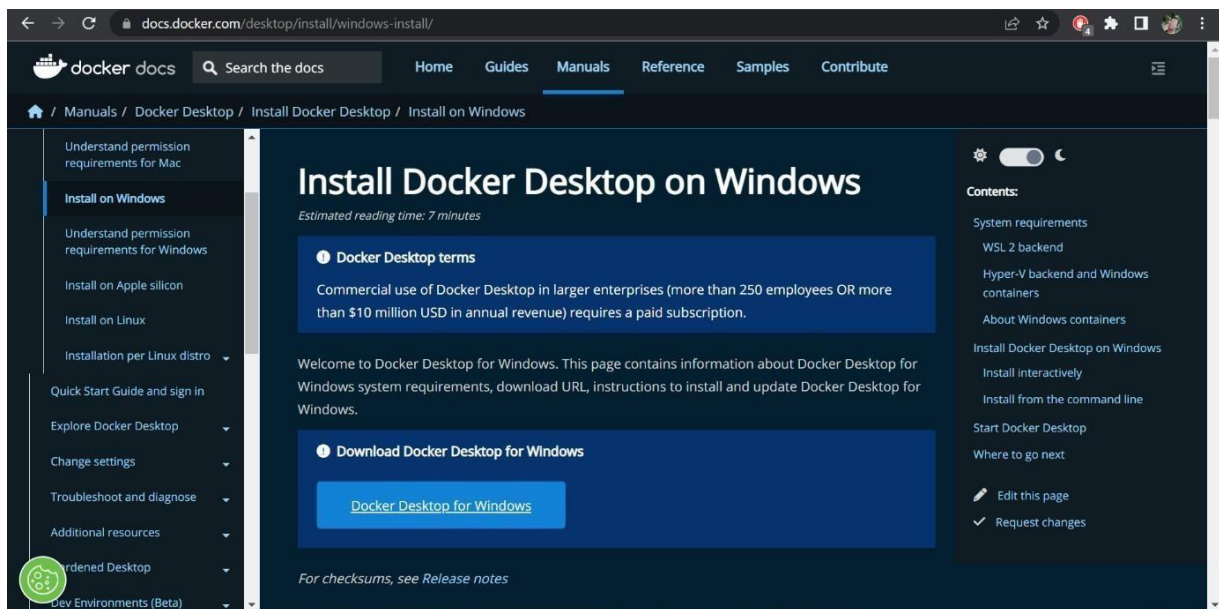 docs.docker.com/desktop/install/windows-install/
4
docker docs
Search the docs
Home
Guides
Manuals
Reference
Samples
Contribute
/ Manuals / Docker Desktop / Install Docker Desktop / Install on Windows
Understand permission
requirements for Mac
Install on Windows
Understand permission
requirements for Windows
Install on Apple silicon
Install on Linux
Installation per Linux distro
Quick Start Guide and sign in
Explore Docker Desktop
Change settings
Troubleshoot and diagnose
Additional resources
rdened Desktop
Dev Environments (Beta)
Install Docker Desktop on Windows
Estimated reading time: 7 minutes
Docker Desktop terms
Commercial use of Docker Desktop in larger enterprises (more than 250 employees OR more
than $10 million USD in annual revenue) requires a paid subscription.
Welcome to Docker Desktop for Windows. This page contains information about Docker Desktop for
Windows system requirements, download URL, instructions to install and update Docker Desktop for
Windows.
Download Docker Desktop for Windows
Docker Desktop for Windows
For checksums, see Release notes
Contents:
System requirements
WSL 2 backend
Hyper-V backend and Windows
containers
About Windows containers
Install Docker Desktop on Windows
Install interactively
Install from the command line
Start Docker Desktop
Where to go next
Edit this page
Request changes